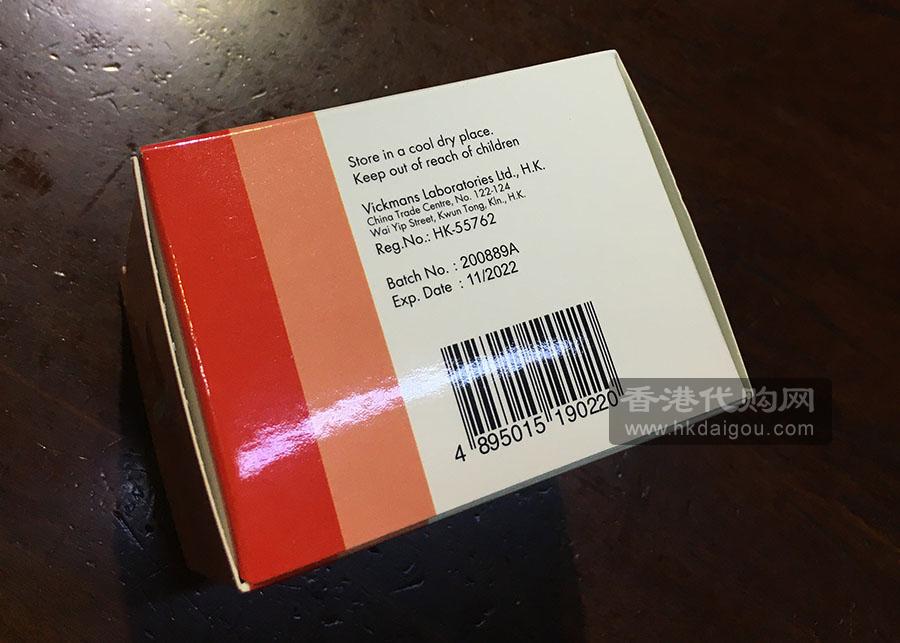 Store in a cool dry place.
Keep out of reach of children
Vickmans Laboratories Ltd., H.K.
China Trade Centre, No. 122-124
Wai Yip Street, Kwun Tong, Kln., H.K.
Reg.No.: HK-55762
Batch No. : 200889A
Exp. Date : 11/2022
4 895015 190220
香港代购网
www.hkdaigou.com